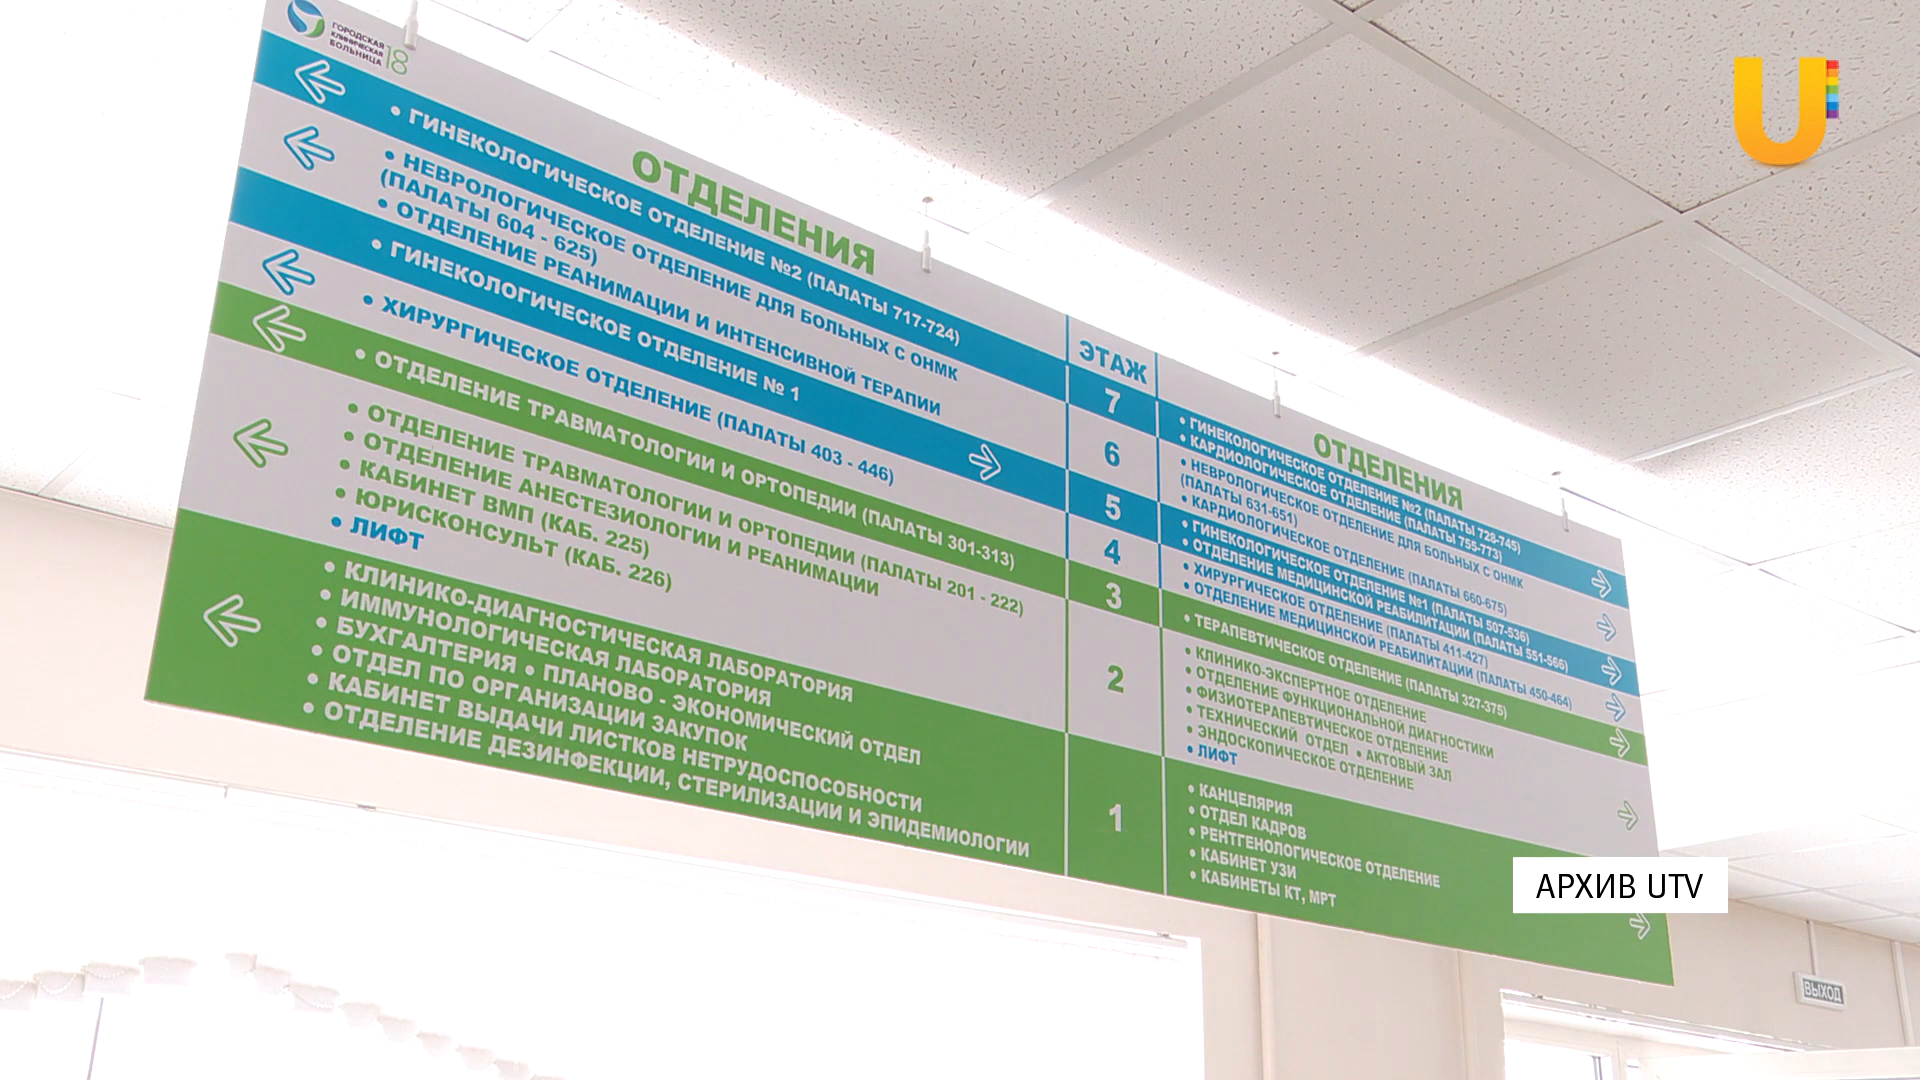 ГОРОДСКАЯ
КЛИНИЧЕСКАЯ
БОЛЬНИЦА 18
ОТДЕЛЕНИЯ
• ГИНЕКОЛОГИЧЕСКОЕ ОТДЕЛЕНИЕ №2 (ПАЛАТЫ 717-724)
• НЕВРОЛОГИЧЕСКОЕ ОТДЕЛЕНИЕ ДЛЯ БОЛЬНЫХ С ОНМК
(ПАЛАТЫ 604 - 625)
• ОТДЕЛЕНИЕ РЕАНИМАЦИИ И ИНТЕНСИВНОЙ ТЕРАПИИ
• ГИНЕКОЛОГИЧЕСКОЕ ОТДЕЛЕНИЕ № 1
• ХИРУРГИЧЕСКОЕ ОТДЕЛЕНИЕ (ПАЛАТЫ 403 - 446)
• ОТДЕЛЕНИЕ ТРАВМАТОЛОГИИ И ОРТОПЕДИИ (ПАЛАТЫ 301-313)
• ОТДЕЛЕНИЕ ТРАВМАТОЛОГИИ И ОРТОПЕДИИ (ПАЛАТЫ 201 - 222)
• ОТДЕЛЕНИЕ АНЕСТЕЗИОЛОГИИ И РЕАНИМАЦИИ
• КАБИНЕТ ВМП (КАБ. 225)
• ЮРИСКОНСУЛЬТ (КАБ. 226)
• ЛИФТ
• КЛИНИКО-ДИАГНОСТИЧЕСКАЯ ЛАБОРАТОРИЯ
• ИММУНОЛОГИЧЕСКАЯ ЛАБОРАТОРИЯ
• БУХГАЛТЕРИЯ • ПЛАНОВО - ЭКОНОМИЧЕСКИЙ ОТДЕЛ
• ОТДЕЛ ПО ОРГАНИЗАЦИИ ЗАКУПОК
• КАБИНЕТ ВЫДАЧИ ЛИСТКОВ НЕТРУДОСПОСОБНОСТИ
• ОТДЕЛЕНИЕ ДЕЗИНФЕКЦИИ, СТЕРИЛИЗАЦИИ И ЭПИДЕМИОЛОГИИ
ЭТАЖ
7
6
5
4
3
2
1
ОТДЕЛЕНИЯ
• ГИНЕКОЛОГИЧЕСКОЕ ОТДЕЛЕНИЕ №2 (ПАЛАТЫ 728-745)
• КАРДИОЛОГИЧЕСКОЕ ОТДЕЛЕНИЕ (ПАЛАТЫ 755-773)
• НЕВРОЛОГИЧЕСКОЕ ОТДЕЛЕНИЕ ДЛЯ БОЛЬНЫХ С ОНМК
(ПАЛАТЫ 631-651)
• КАРДИОЛОГИЧЕСКОЕ ОТДЕЛЕНИЕ (ПАЛАТЫ 660-675)
• ГИНЕКОЛОГИЧЕСКОЕ ОТДЕЛЕНИЕ №1 (ПАЛАТЫ 507-536)
• ОТДЕЛЕНИЕ МЕДИЦИНСКОЙ РЕАБИЛИТАЦИИ (ПАЛАТЫ 551-566)
• ХИРУРГИЧЕСКОЕ ОТДЕЛЕНИЕ (ПАЛАТЫ 411-427)
• ОТДЕЛЕНИЕ МЕДИЦИНСКОЙ РЕАБИЛИТАЦИИ (ПАЛАТЫ 450-464)
• ТЕРАПЕВТИЧЕСКОЕ ОТДЕЛЕНИЕ (ПАЛАТЫ 327-375)
• КЛИНИКО-ЭКСПЕРТНОЕ ОТДЕЛЕНИЕ
• ОТДЕЛЕНИЕ ФУНКЦИОНАЛЬНОЙ ДИАГНОСТИКИ
• ФИЗИОТЕРАПЕВТИЧЕСКОЕ ОТДЕЛЕНИЕ
• ТЕХНИЧЕСКИЙ ОТДЕЛ • АКТОВЫЙ ЗАЛ
• ЭНДОСКОПИЧЕСКОЕ ОТДЕЛЕНИЕ
• ЛИФТ
• КАНЦЕЛЯРИЯ
• ОТДЕЛ КАДРОВ
• РЕНТГЕНОЛОГИЧЕСКОЕ ОТДЕЛЕНИЕ
• КАБИНЕТ УЗИ
• КАБИНЕТЫ КТ, МРТ
U
АРХИВ UTV
ВЫХОД